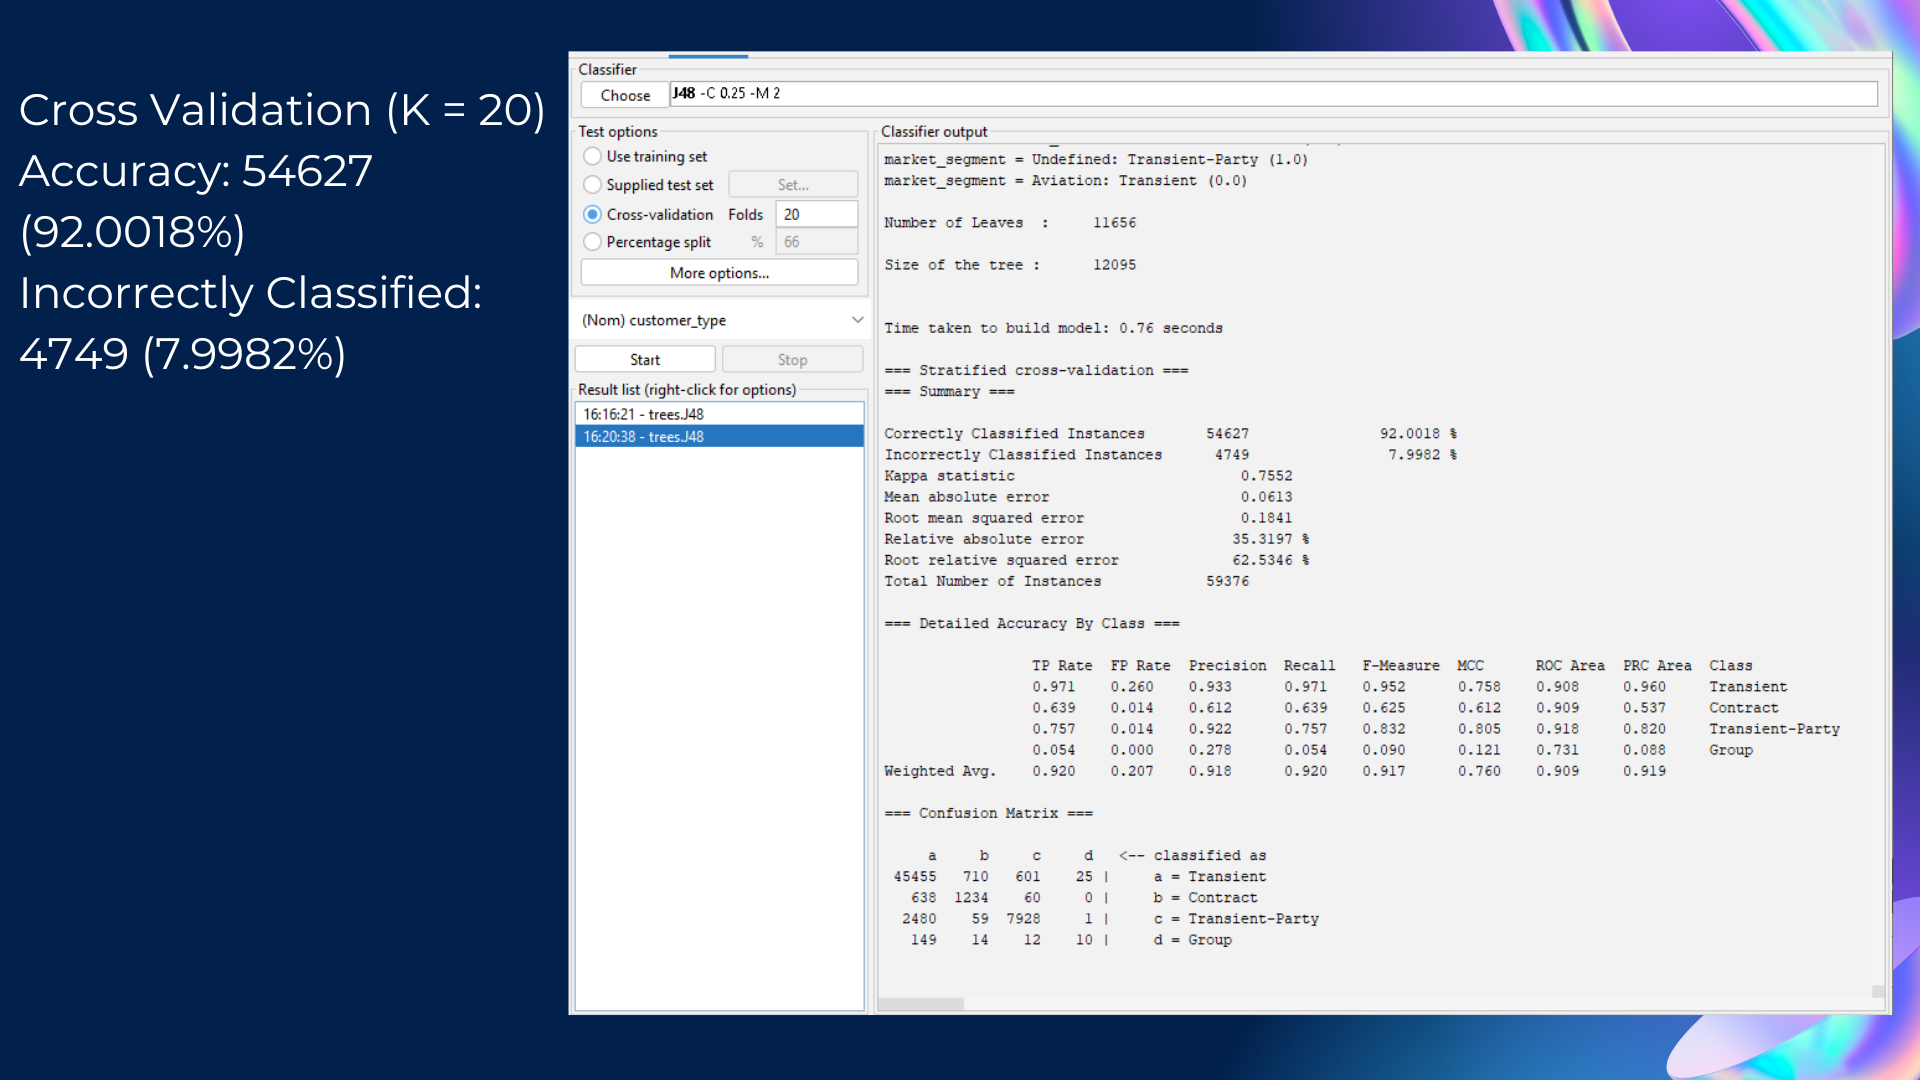 Cross Validation (K = 20)
Accuracy: 54627
(92.0018%)
Incorrectly Classified:
4749 (7.9982%)
Classifier
Choose J48 -C 0.25 -M 2
Test options
Use training set
Supplied test set Set...
Cross-validation Folds 20
Percentage split % 66
More options...
(Nom) customer_type
Start Stop
Result list (right-click for options)
16:16:21 - trees.J48
16:20:38 - trees.J48
Classifier output
market_segment = Undefined: Transient-Party (1.0)
market_segment = Aviation: Transient (0.0)
Number of Leaves : 11656
Size of the tree : 12095
Time taken to build model: 0.76 seconds
=== Stratified cross-validation ===
=== Summary ===
Correctly Classified Instances 54627 92.0018 %
Incorrectly Classified Instances 4749 7.9982 %
Kappa statistic 0.7552
Mean absolute error 0.0613
Root mean squared error 0.1841
Relative absolute error 35.3197 %
Root relative squared error 62.5346 %
Total Number of Instances 59376
=== Detailed Accuracy By Class ===
TP Rate FP Rate Precision Recall F-Measure MCC ROC Area PRC Area Class
0.971 0.260 0.933 0.971 0.952 0.758 0.908 0.960 Transient
0.639 0.014 0.612 0.639 0.625 0.612 0.909 0.537 Contract
0.757 0.014 0.922 0.757 0.832 0.805 0.918 0.820 Transient-Party
0.054 0.000 0.278 0.054 0.090 0.121 0.731 0.088 Group
Weighted Avg. 0.920 0.207 0.918 0.920 0.917 0.760 0.909 0.919
=== Confusion Matrix ===
a b c d <-- classified as
45455 710 601 25 | a = Transient
638 1234 60 0 | b = Contract
2480 59 7928 1 | c = Transient-Party
149 14 12 10 | d = Group